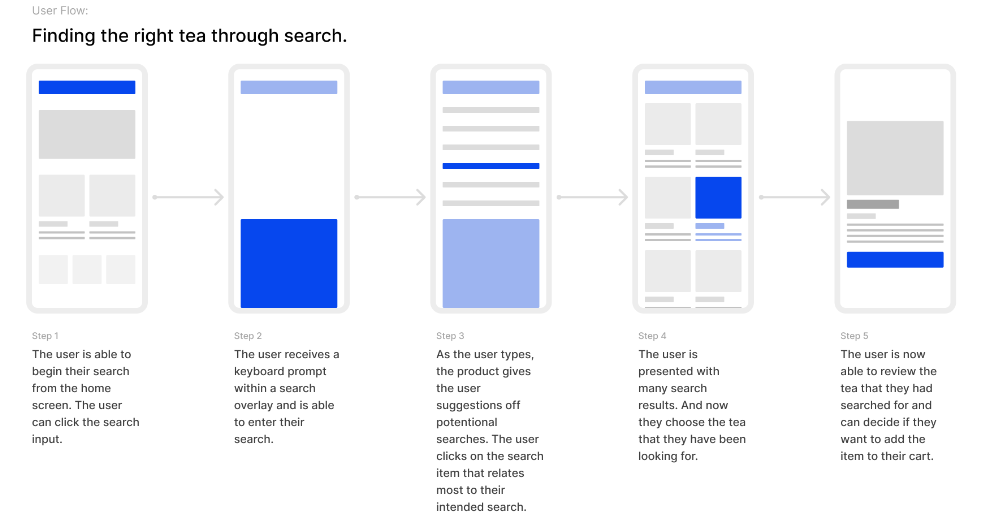 User Flow:
Finding the right tea through search.
Step 1
The user is able to
begin their search
from the home
screen. The user
can click the search
input.
Step 2
The user receives a
keyboard prompt
within a search
overlay and is able
to enter their
search.
Step 3
As the user types,
the product gives
the user
suggestions off
potential
searches. The user
clicks on the search
item that relates
most to their
intended search.
Step 4
The user is
presented with
many search
results. And now
they choose the tea
that they have been
looking for.
Step 5
The user is now
able to review the
tea that they had
searched for and
can decide if they
want to add the
item to their cart.